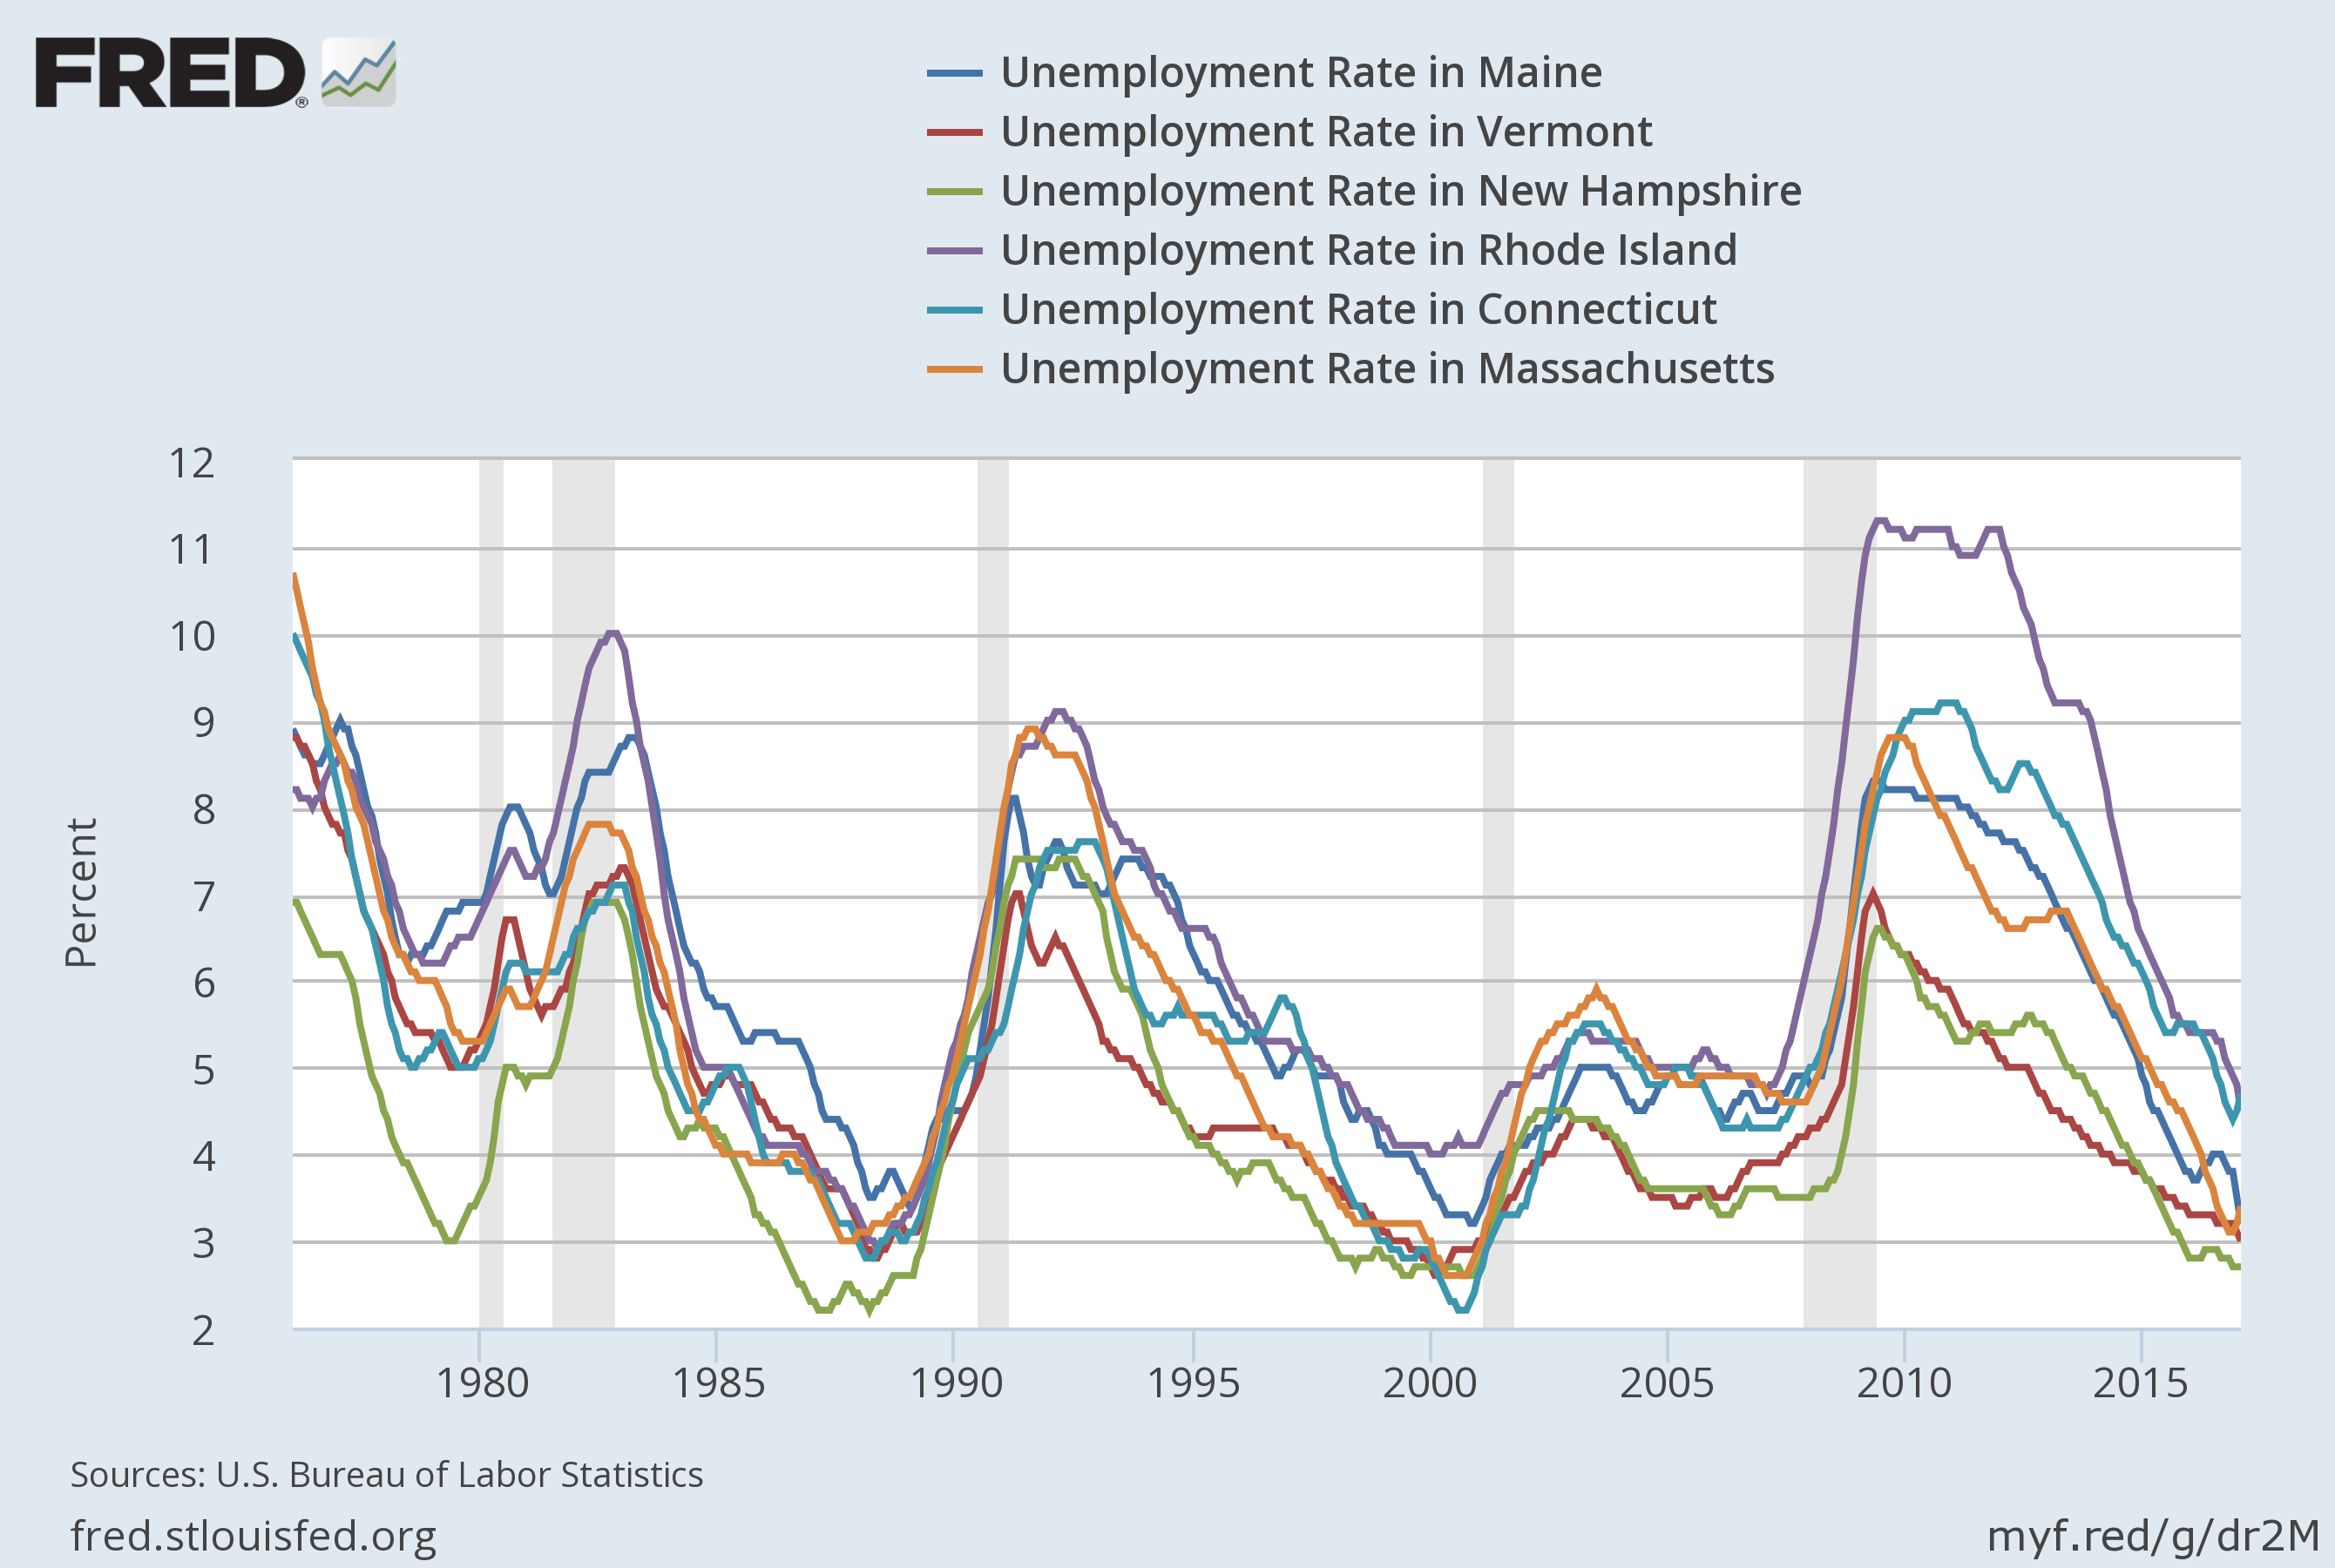 FRED®
Unemployment Rate in Maine
Unemployment Rate in Vermont
Unemployment Rate in New Hampshire
Unemployment Rate in Rhode Island
Unemployment Rate in Connecticut
Unemployment Rate in Massachusetts
12
11
10
9
8
7
6
5
4
3
2
Percent
1980 1985 1990 1995 2000 2005 2010 2015
Sources: U.S. Bureau of Labor Statistics
fred.stlouisfed.org myf.red/g/dr2M